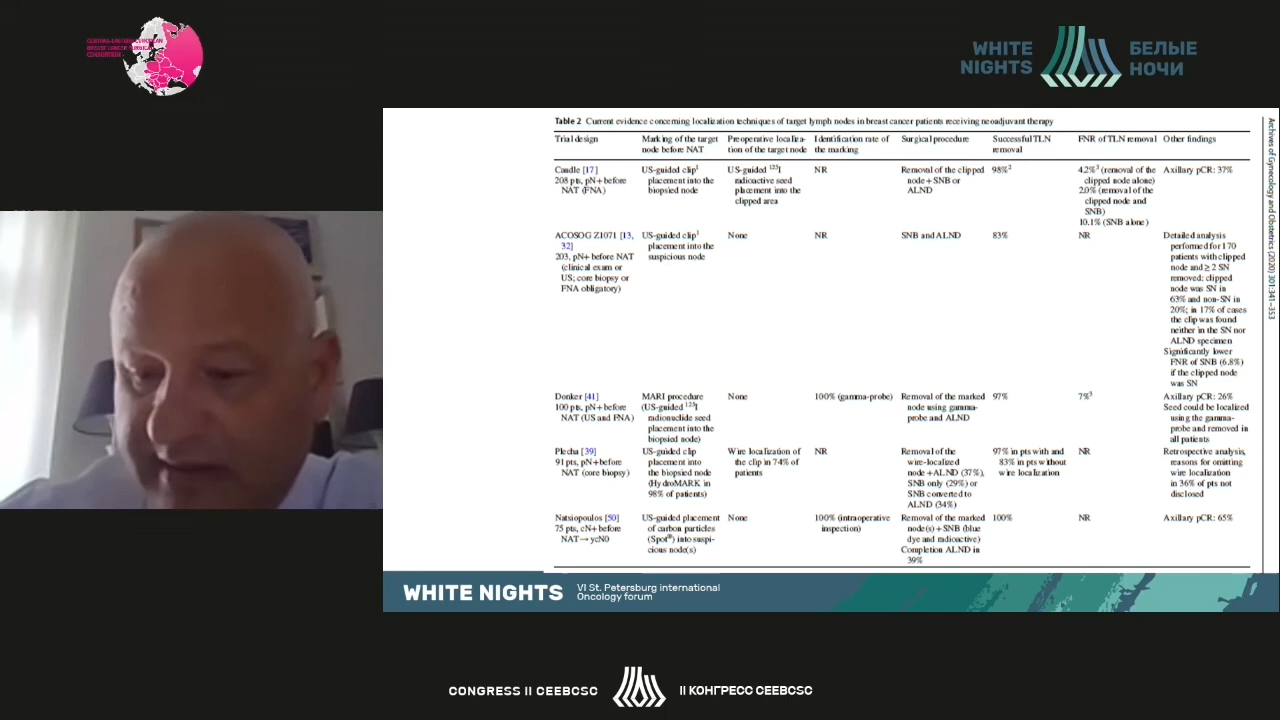 CENTRAL-EASTERN EUROPEAN
BREAST CANCER SURGICAL
CONSORTIUM
WHITE
NIGHTS
БЕЛЫЕ
НОЧИ
Table 2 Current evidence concerning localization techniques of target lymph nodes in breast cancer patients receiving neoadjuvant therapy
Trial design
Marking of the target
node before NAT
Preoperative localiza-
tion of the target node
Identification rate of
the marking
Surgical procedure
Successful TLN
removal
FNR of TLN removal
Other findings
Caudle [17]
208 pts, pN+ before
NAT (FNA)
US-guided clip¹
placement into the
biopsied node
US-guided ¹²⁵I
radioactive seed
placement into the
clipped area
NR
Removal of the clipped
node + SNB or
ALND
98%²
4.2%³ (removal of the
clipped node alone)
2.0% (removal of the
clipped node and
SNB)
10.1% (SNB alone)
Axillary pCR: 37%
ACOSOG Z1071 [13,
32]
203, pN+ before NAT
(clinical exam or
US; core biopsy or
FNA obligatory)
US-guided clip¹
placement into the
suspicious node
None
NR
SNB and ALND
83%
NR
Detailed analysis
performed for 170
patients with clipped
node and ≥ 2 SN
removed: clipped
node was SN in
63% and non-SN in
20%; in 17% of cases
the clip was found
neither in the SN nor
ALND specimen
Significantly lower
FNR of SNB (6.8%)
if the clipped node
was SN
Donker [41]
100 pts, pN+ before
NAT (US and FNA)
MARI procedure
(US-guided ¹²⁵I
radionuclide seed
placement into the
biopsied node)
None
100% (gamma-probe)
Removal of the marked
node using gamma-
probe and ALND
97%
7%³
Axillary pCR: 26%
Seed could be localized
using the gamma-
probe and removed in
all patients
Plecha [39]
91 pts, pN+ before
NAT (core biopsy)
US-guided clip
placement into
the biopsied node
(HydroMARK in
98% of patients)
Wire localization of
the clip in 74% of
patients
NR
Removal of the
wire-localized
node + ALND (37%),
SNB only (29%) or
SNB converted to
ALND (34%)
97% in pts with and
83% in pts without
wire localization
NR
Retrospective analysis,
reasons for omitting
wire localization
in 36% of pts not
disclosed
Natsiopoulos [50]
75 pts, cN+ before
NAT → ycN0
US-guided placement
of carbon particles
(Spot®) into suspi-
cious node(s)
None
100% (intraoperative
inspection)
Removal of the marked
node(s) + SNB (blue
dye and radioactive)
Completion ALND in
39%
100%
NR
Axillary pCR: 65%
Archives of Gynecology and Obstetrics (2020) 301:341–353
WHITE NIGHTS
VI St. Petersburg international
Oncology forum
CONGRESS II CEEBCSC
II КОНГРЕСС CEEBCSC